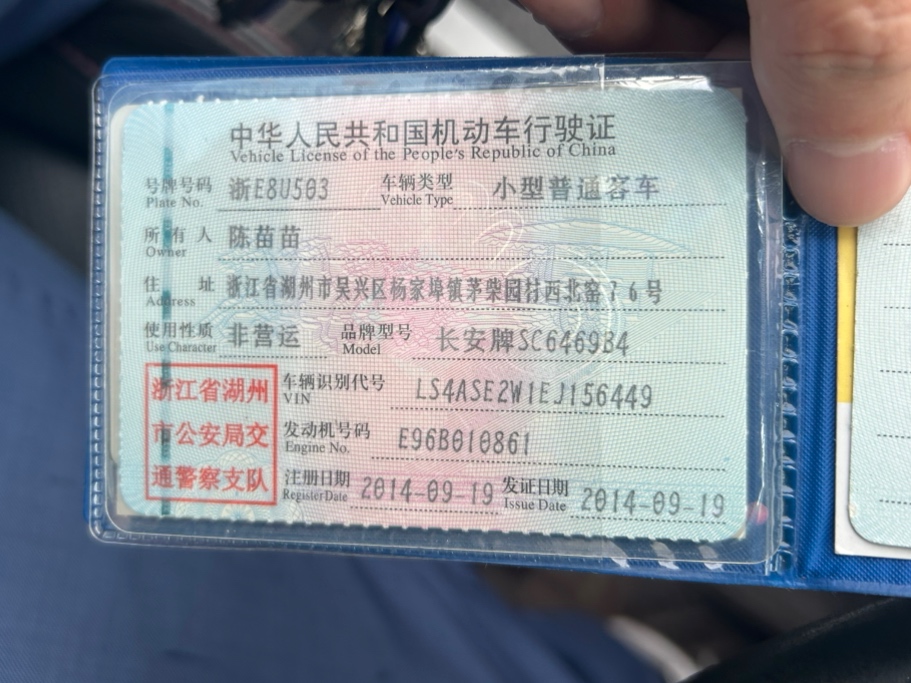 中华人民共和国机动车行驶证
Vehicle License of the People's Republic of China
号牌号码 浙E8U503 车辆类型 小型普通客车
Plate No. Vehicle Type
所有人 陈苗苗
Owner
住址 浙江省湖州市吴兴区杨家埠镇茅柴园村西北窑76号
Address
使用性质 非营运 品牌型号 长安牌SC6469B4
Use Character Model
浙江省湖州
市公安局交
通警察支队
车辆识别代号 LS4ASE2W1EJ156449
VIN
发动机号码 E96B010861
Engine No.
注册日期 2014-09-19 发证日期 2014-09-19
Register Date Issue Date